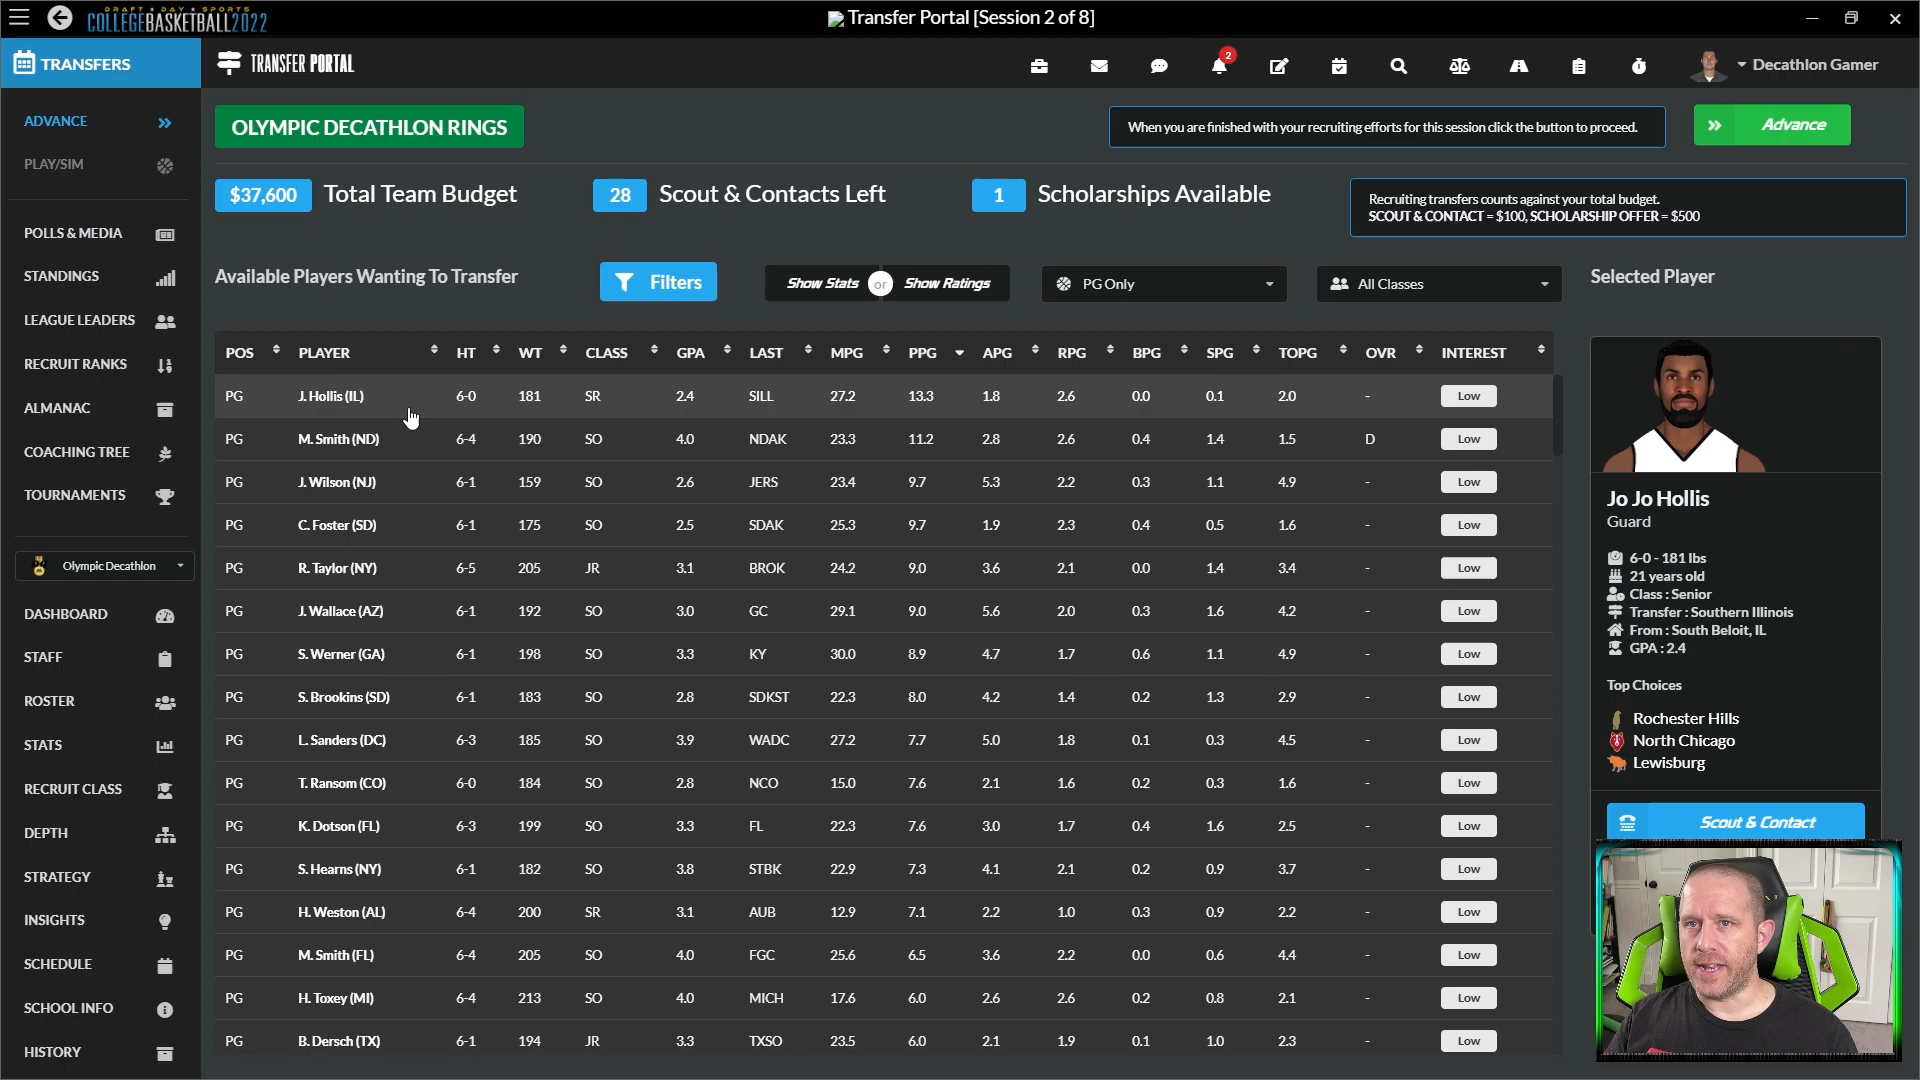 DRAFT DAY SPORTS
COLLEGE BASKETBALL 2022
Transfer Portal [Session 2 of 8]
TRANSFERS
TRANSFER PORTAL
2
Decathlon Gamer
ADVANCE
PLAY/SIM
OLYMPIC DECATHLON RINGS
When you are finished with your recruiting efforts for this session click the button to proceed.
Advance
$37,600 Total Team Budget
28 Scout & Contacts Left
1 Scholarships Available
Recruiting transfers counts against your total budget.
SCOUT & CONTACT = $100, SCHOLARSHIP OFFER = $500
POLLS & MEDIA
STANDINGS
LEAGUE LEADERS
RECRUIT RANKS
ALMANAC
COACHING TREE
TOURNAMENTS
Olympic Decathlon
DASHBOARD
STAFF
ROSTER
STATS
RECRUIT CLASS
DEPTH
STRATEGY
INSIGHTS
SCHEDULE
SCHOOL INFO
HISTORY
Available Players Wanting To Transfer
Filters
Show Stats or Show Ratings
PG Only
All Classes
Selected Player
POS PLAYER HT WT CLASS GPA LAST MPG PPG APG RPG BPG SPG TOPG OVR INTEREST
PG J. Hollis (IL) 6-0 181 SR 2.4 SILL 27.2 13.3 1.8 2.6 0.0 0.1 2.0 - Low
PG M. Smith (ND) 6-4 190 SO 4.0 NDAK 23.3 11.2 2.8 2.6 0.4 1.4 1.5 D Low
PG J. Wilson (NJ) 6-1 159 SO 2.6 JERS 23.4 9.7 5.3 2.2 0.3 1.1 4.9 - Low
PG C. Foster (SD) 6-1 175 SO 2.5 SDAK 25.3 9.7 1.9 2.3 0.4 0.5 1.6 - Low
PG R. Taylor (NY) 6-5 205 JR 3.1 BROK 24.2 9.0 3.6 2.1 0.0 1.4 3.4 - Low
PG J. Wallace (AZ) 6-1 192 SO 3.0 GC 29.1 9.0 5.6 2.0 0.3 1.6 4.2 - Low
PG S. Werner (GA) 6-1 198 SO 3.3 KY 30.0 8.9 4.7 1.7 0.6 1.1 4.9 - Low
PG S. Brookins (SD) 6-1 183 SO 2.8 SDKST 22.3 8.0 4.2 1.4 0.2 1.3 2.9 - Low
PG L. Sanders (DC) 6-3 185 SO 3.9 WADC 27.2 7.7 5.0 1.8 0.1 0.3 4.5 - Low
PG T. Ransom (CO) 6-0 184 SO 2.8 NCO 15.0 7.6 2.1 1.6 0.2 0.3 1.6 - Low
PG K. Dotson (FL) 6-3 199 SO 3.3 FL 22.3 7.6 3.0 1.7 0.4 1.6 2.5 - Low
PG S. Hearns (NY) 6-1 182 SO 3.8 STBK 22.9 7.3 4.1 2.1 0.2 0.9 3.7 - Low
PG H. Weston (AL) 6-4 200 SR 3.1 AUB 12.9 7.1 2.2 1.0 0.3 0.9 2.2 - Low
PG M. Smith (FL) 6-4 205 SO 4.0 FGC 25.6 6.5 3.6 2.2 0.0 0.6 4.4 - Low
PG H. Toxey (MI) 6-4 213 SO 4.0 MICH 17.6 6.0 2.6 2.6 0.2 0.8 2.1 - Low
PG B. Dersch (TX) 6-1 194 JR 3.3 TXSO 23.5 6.0 2.1 1.9 0.1 1.0 2.3 - Low
Jo Jo Hollis
Guard
6-0 - 181 lbs
21 years old
Class : Senior
Transfer : Southern Illinois
From : South Beloit, IL
GPA : 2.4
Top Choices
Rochester Hills
North Chicago
Lewisburg
Scout & Contact